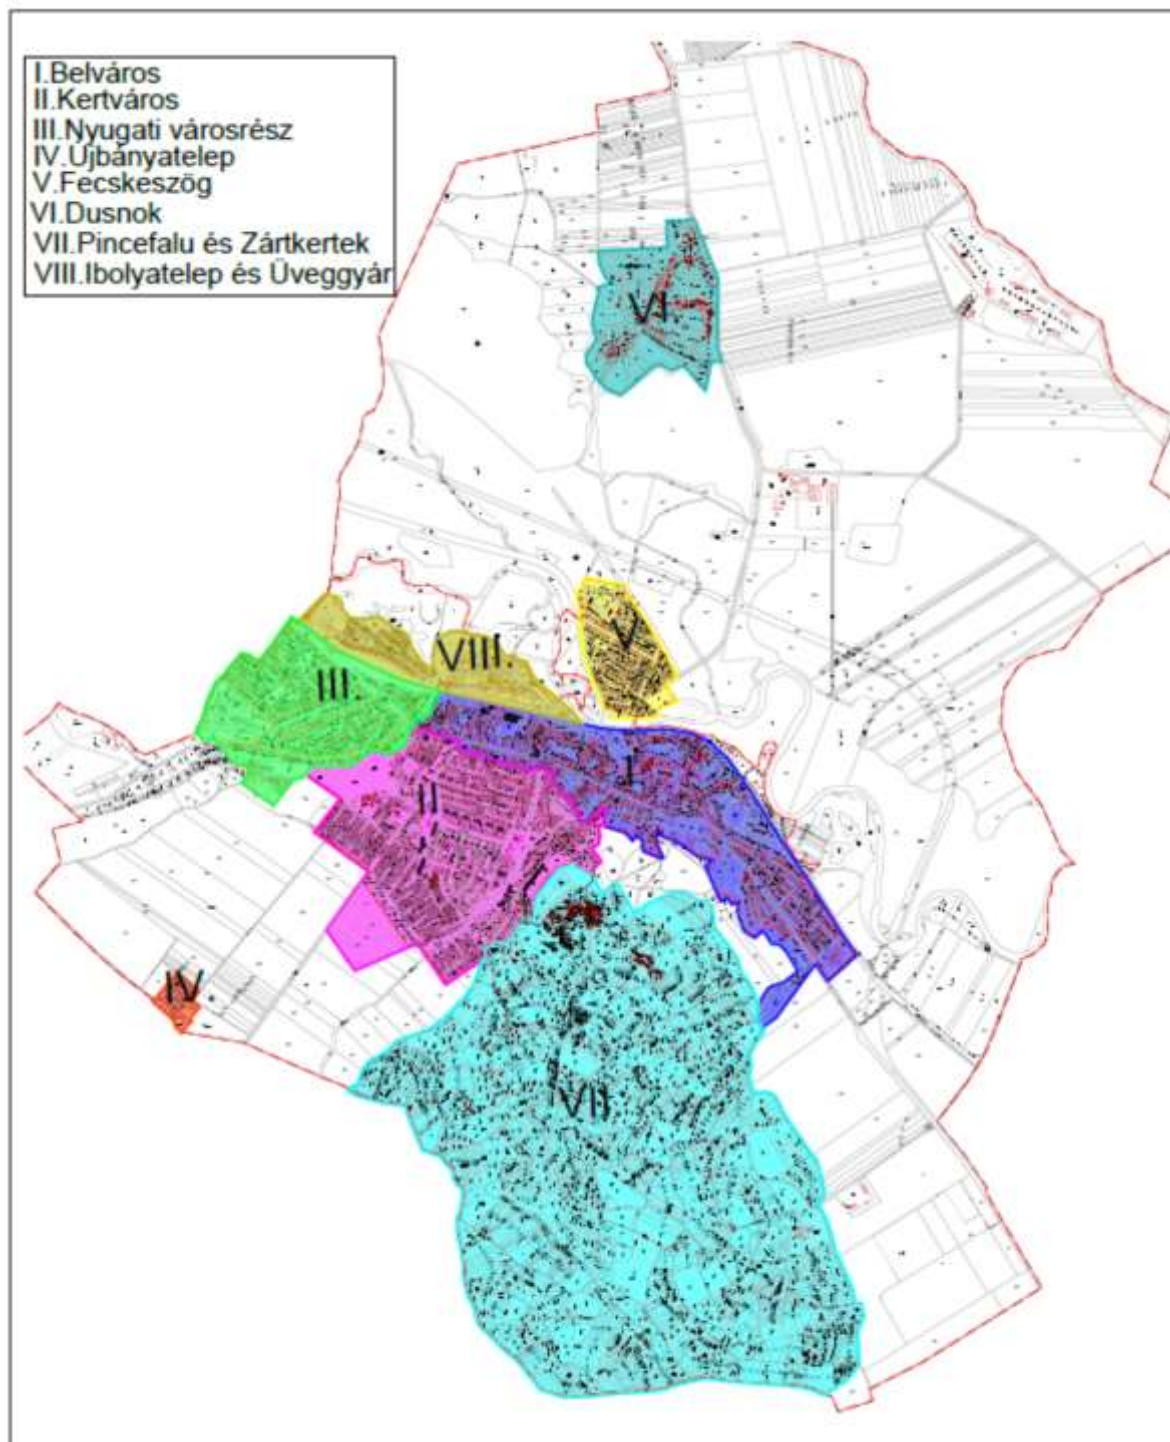 I.Belváros
II.Kertváros
III.Nyugati városrész
IV.Ujbányatelep
V.Fecskeszög
VI.Dusnok
VII.Pincefalu és Zártkertek
VIII.Ibolyatelep és Üveggyár
VI.
V
VIII.
III.
I
II
IV
VII